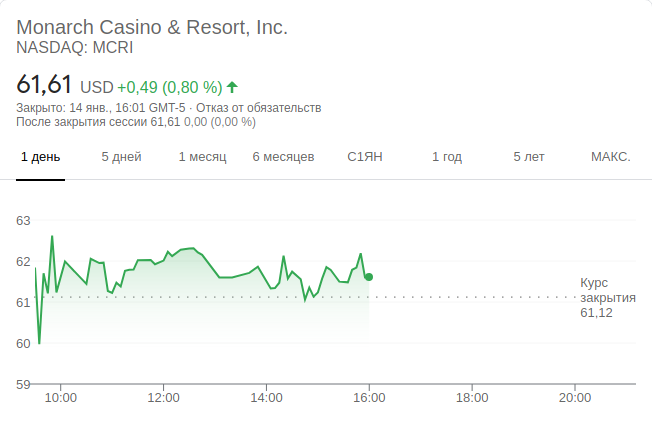 Monarch Casino & Resort, Inc.
NASDAQ: MCRI
61,61 USD +0,49 (0,80 %)
Закрыто: 14 янв., 16:01 GMT-5 · Отказ от обязательств
После закрытия сессии 61,61 0,00 (0,00 %)
1 день 5 дней 1 месяц 6 месяцев С1ЯН 1 год 5 лет МАКС.
63
62
61
60
59
Курс
закрытия
61,12
10:00 12:00 14:00 16:00 18:00 20:00